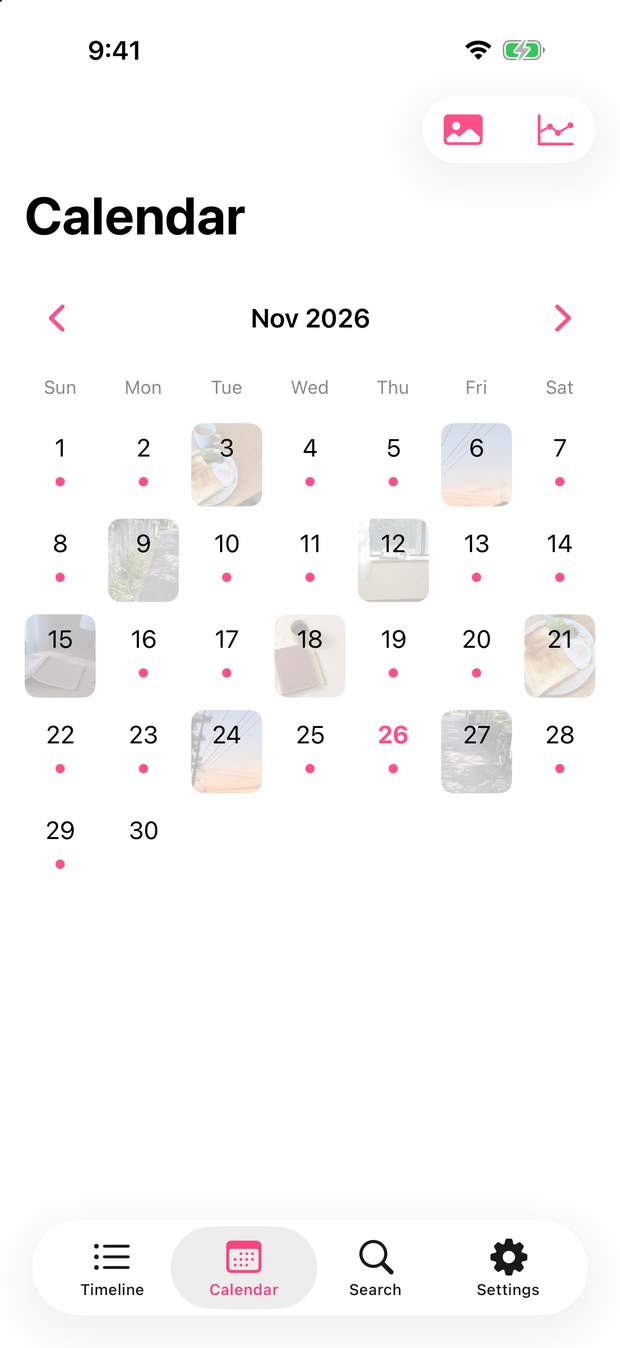 9:41
Calendar
Nov 2026
Sun Mon Tue Wed Thu Fri Sat
1 2 3 4 5 6 7
8 9 10 11 12 13 14
15 16 17 18 19 20 21
22 23 24 25 26 27 28
29 30
Timeline Calendar Search Settings